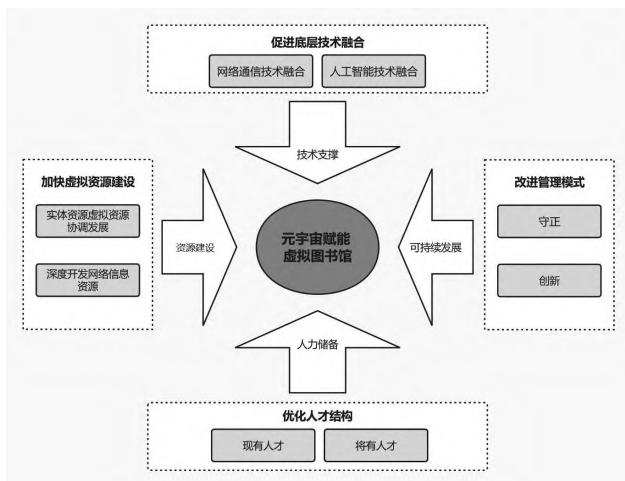 促进底层技术融合
网络通信技术融合
人工智能技术融合
技术支撑
加快虚拟资源建设
实体资源虚拟资源
协调发展
深度开发网络信息
资源
资源建设
元宇宙赋能
虚拟图书馆
可持续发展
改进管理模式
守正
创新
人力储备
优化人才结构
现有人才
将有人才